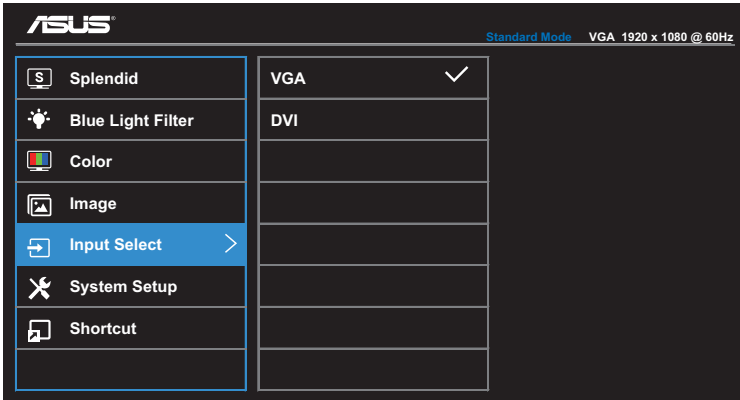 ASUS
Standard Mode VGA 1920 x 1080 @ 60Hz
S Splendid
Blue Light Filter
Color
Image
Input Select
System Setup
Shortcut
VGA
DVI